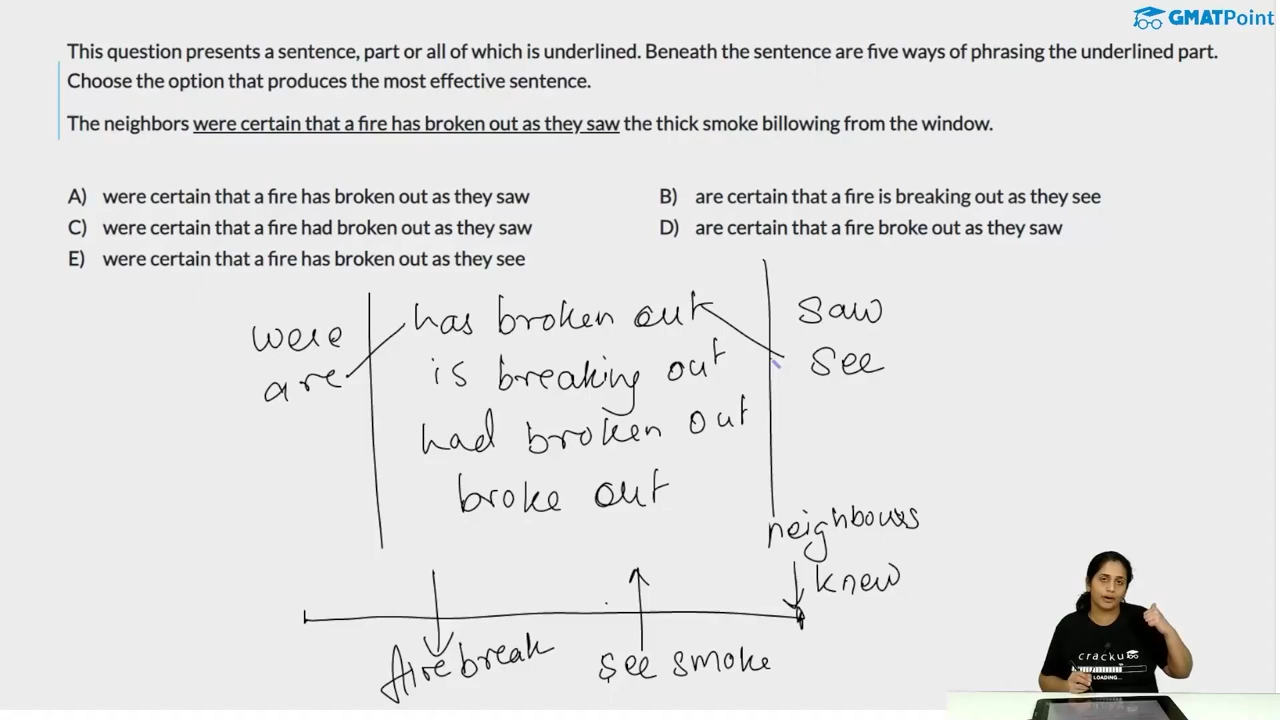 GMATPoint
This question presents a sentence, part or all of which is underlined. Beneath the sentence are five ways of phrasing the underlined part.
Choose the option that produces the most effective sentence.
The neighbors were certain that a fire has broken out as they saw the thick smoke billowing from the window.
A) were certain that a fire has broken out as they saw
B) are certain that a fire is breaking out as they see
C) were certain that a fire had broken out as they saw
D) are certain that a fire broke out as they saw
E) were certain that a fire has broken out as they see
were
are
has broken out
is breaking out
had broken out
broke out
saw
see
neighbours
knew
fire break
see smoke
cracku
LOADING...